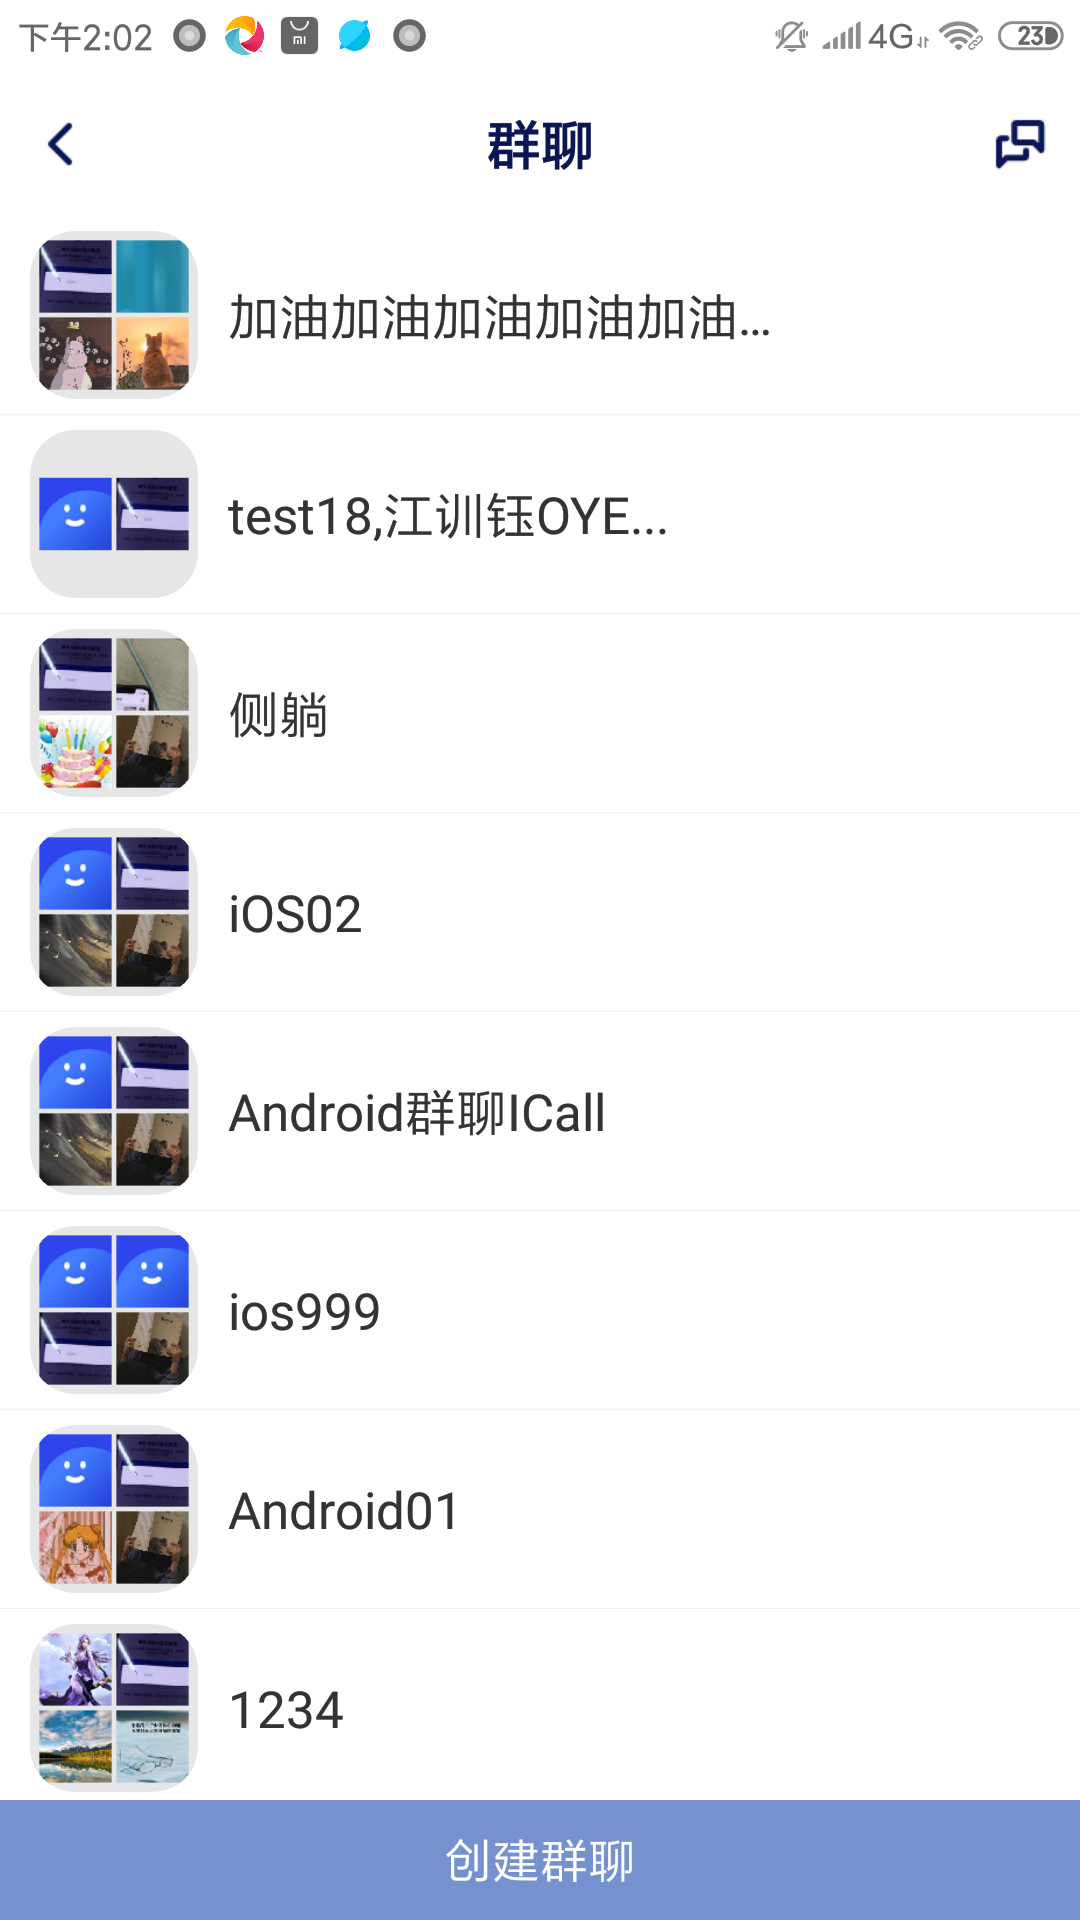 下午2:02
4G
23
群聊
加油加油加油加油加油...
test18,江训钰OYE...
侧躺
iOS02
Android群聊ICall
ios999
Android01
1234
创建群聊